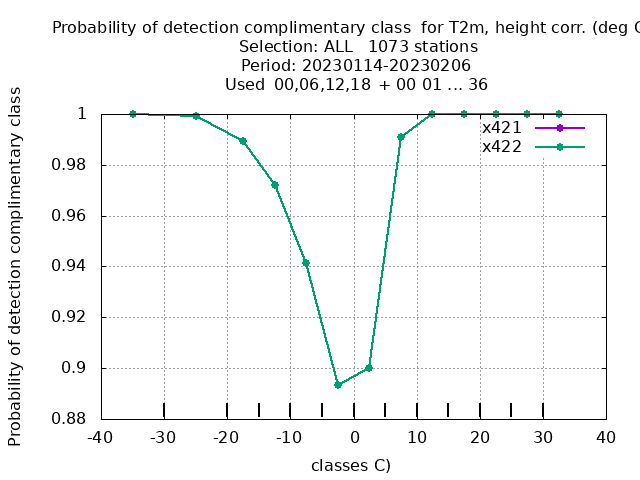 Probability of detection complimentary class  for T2m, height corr. (deg C
Selection: ALL   1073 stations
Period: 20230114-20230206
Used  00,06,12,18  + 00 01 ... 36
Probability of detection complimentary class
1
0.98
0.96
0.94
0.92
0.9
0.88
x421
x422
-40 -30 -20 -10 0 10 20 30 40
classes C)